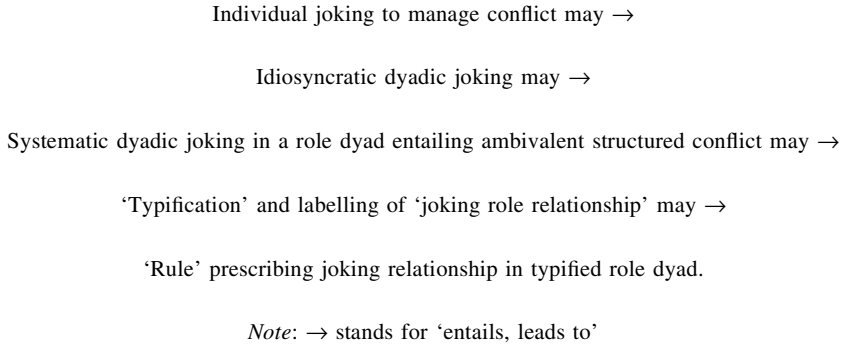 Individual joking to manage conflict may →
Idiosyncratic dyadic joking may →
Systematic dyadic joking in a role dyad entailing ambivalent structured conflict may →
‘Typification’ and labelling of ‘joking role relationship’ may →
‘Rule’ prescribing joking relationship in typified role dyad.
Note: → stands for ‘entails, leads to’